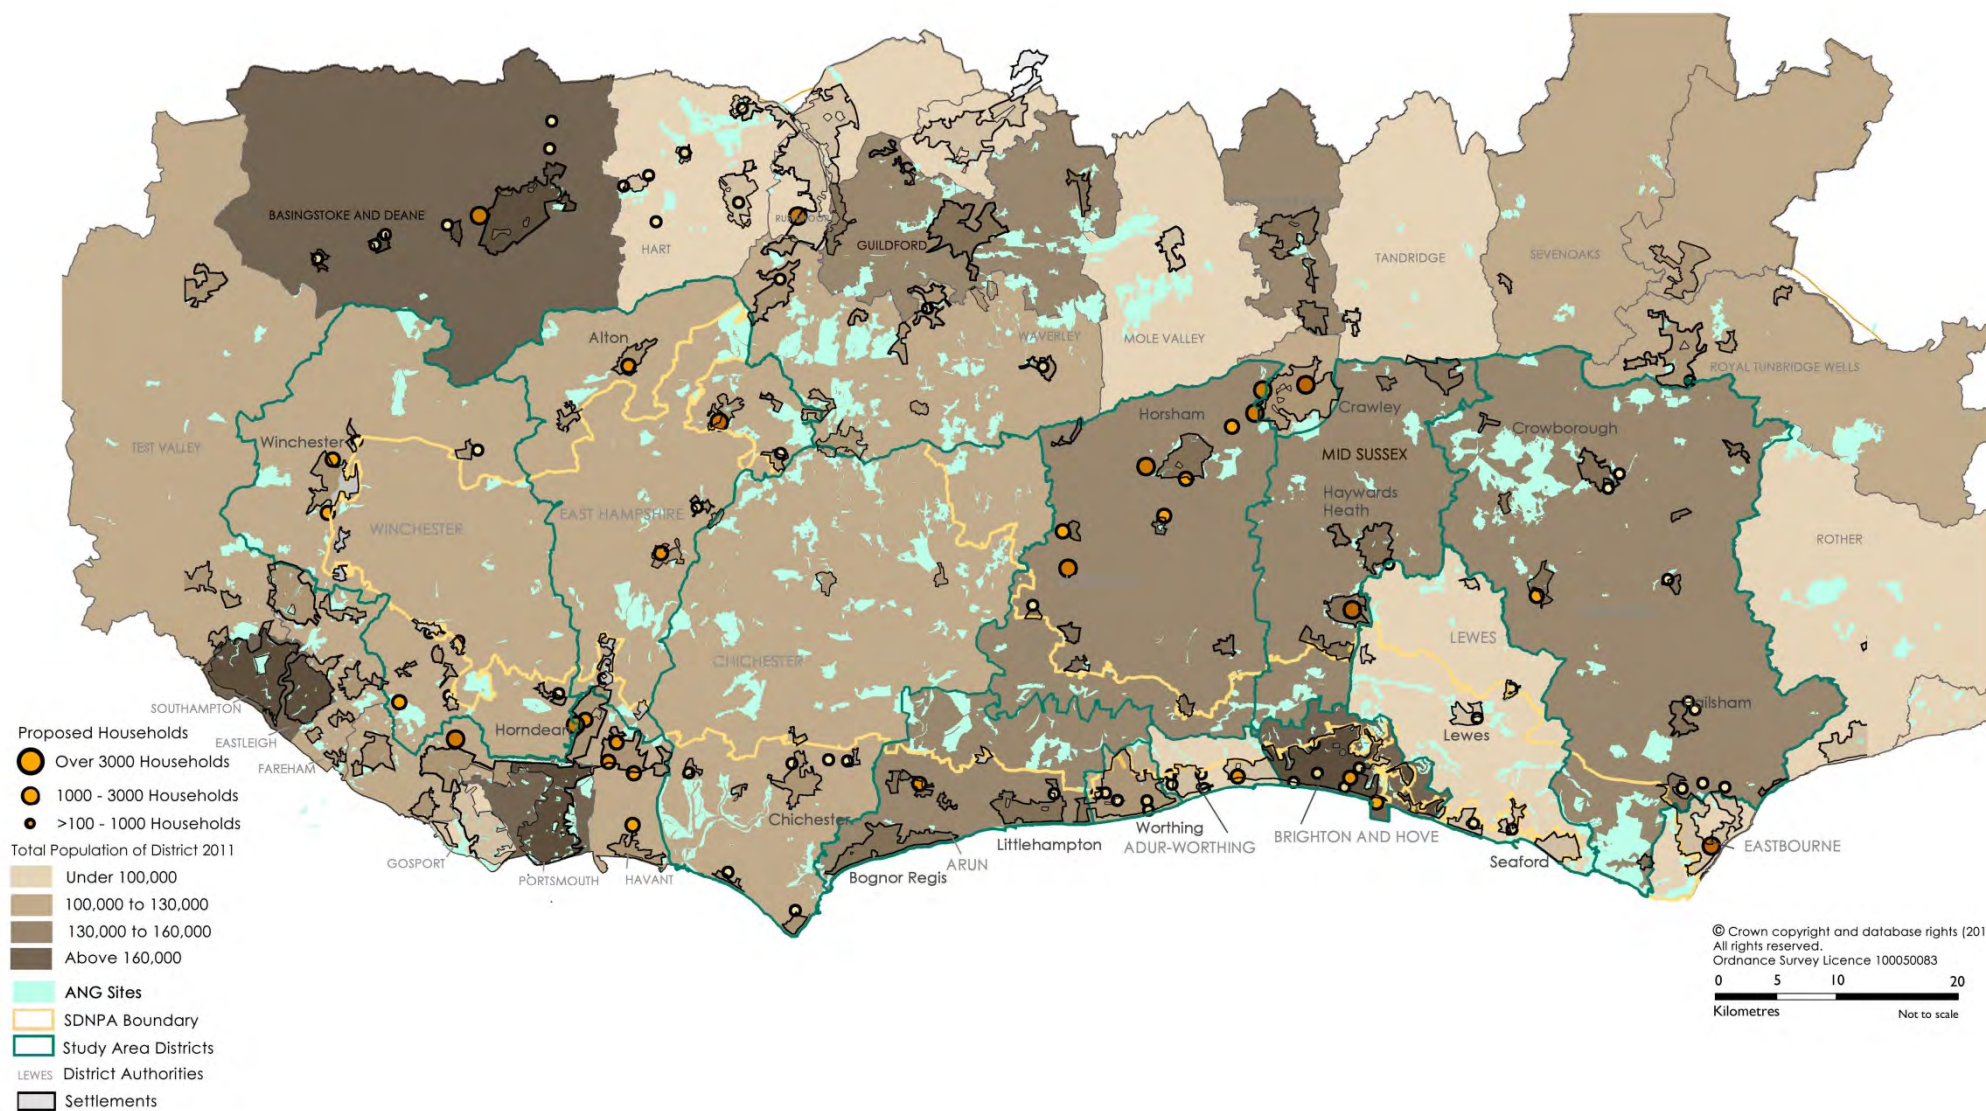 BASINGSTOKE AND DEANE
HART
GUILDFORD
TANDRIDGE
SEVENOAKS
WAVERLEY
MOLE VALLEY
ROYAL TUNBRIDGE WELLS
Alton
Horsham
Crawley
Crowborough
TEST VALLEY
Winchester
MID SUSSEX
Haywards
Heath
EAST HAMPSHIRE
WINCHESTER
ROTHER
LEWES
CHICHESTER
SOUTHAMPTON
EASTLEIGH
FAREHAM
Horndean
Lewes
GOSPORT
PORTSMOUTH
HAVANT
Chichester
Bognor Regis
ARUN
Littlehampton
Worthing
ADUR-WORTHING
BRIGHTON AND HOVE
Seaford
EASTBOURNE
Proposed Households
Over 3000 Households
1000 - 3000 Households
>100 - 1000 Households
Total Population of District 2011
Under 100,000
100,000 to 130,000
130,000 to 160,000
Above 160,000
ANG Sites
SDNPA Boundary
Study Area Districts
LEWES District Authorities
Settlements
© Crown copyright and database rights (201
All rights reserved.
Ordnance Survey Licence 100050083
0 5 10 20
Kilometres
Not to scale